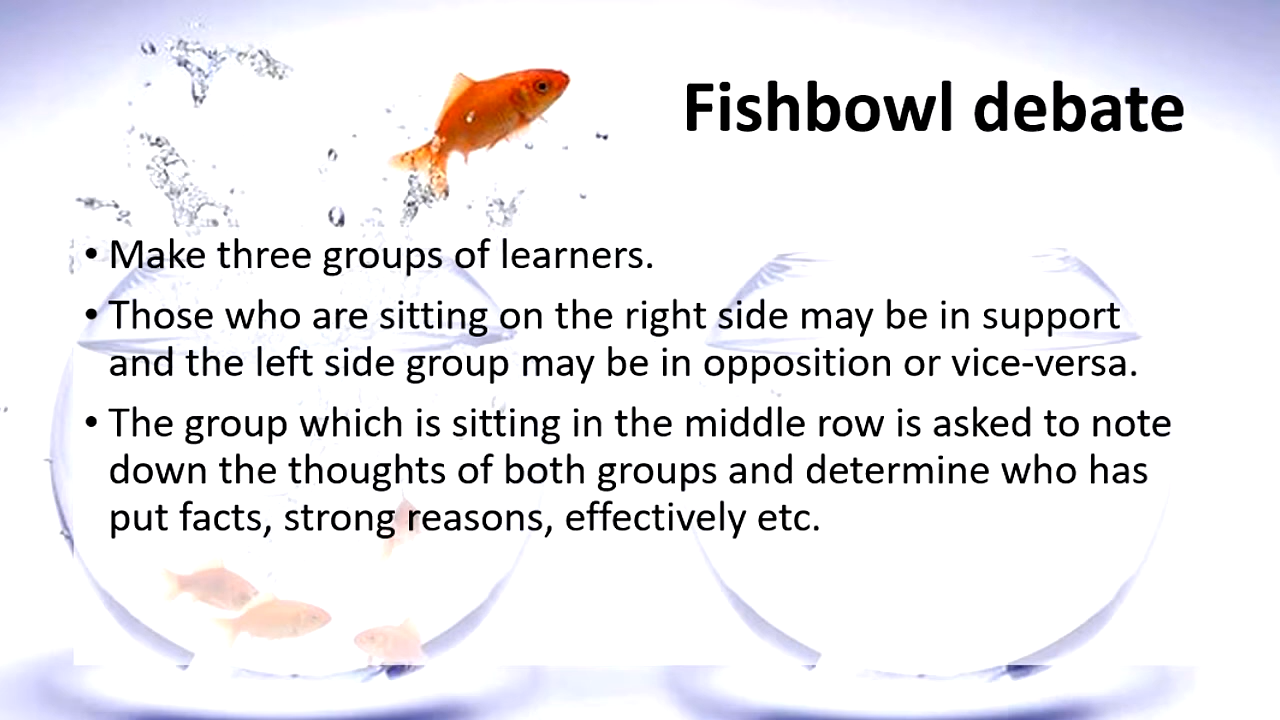 Fishbowl debate
• Make three groups of learners.
• Those who are sitting on the right side may be in support
and the left side group may be in opposition or vice-versa.
• The group which is sitting in the middle row is asked to note
down the thoughts of both groups and determine who has
put facts, strong reasons, effectively etc.